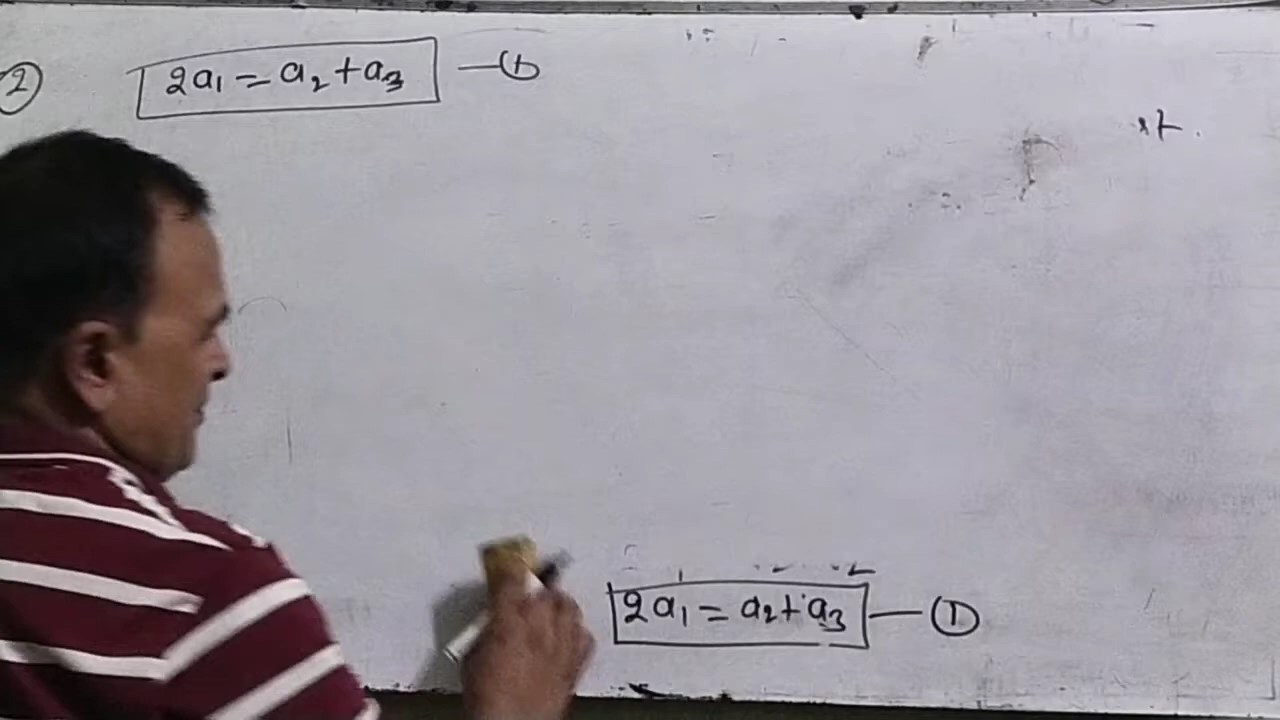 ② 2a₁ = a₂ + a₃ —①
2a₁ = a₂ + a₃ —①